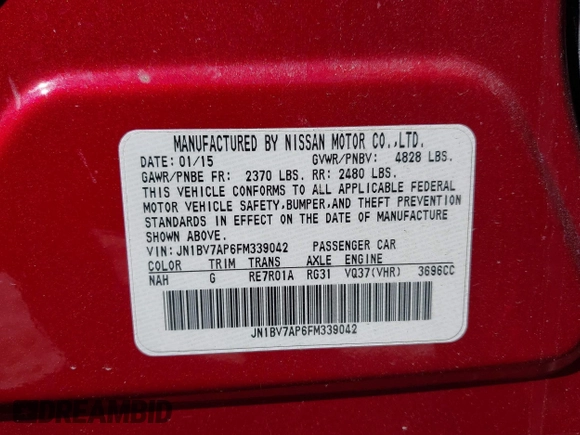 MANUFACTURED BY NISSAN MOTOR CO.,LTD.
DATE: 01/15 GVWR/PNBV: 4828 LBS.
GAWR/PNBE FR: 2370 LBS. RR: 2480 LBS.
THIS VEHICLE CONFORMS TO ALL APPLICABLE FEDERAL
MOTOR VEHICLE SAFETY,BUMPER,AND THEFT PREVENTION
STANDARDS IN EFFECT ON THE DATE OF MANUFACTURE
SHOWN ABOVE.
VIN: JN1BV7AP6FM339042 PASSENGER CAR
COLOR TRIM TRANS AXLE ENGINE
NAH G RE7R01A RG31 VQ37(VHR) 3696CC
JN1BV7AP6FM339042
DREAMBID